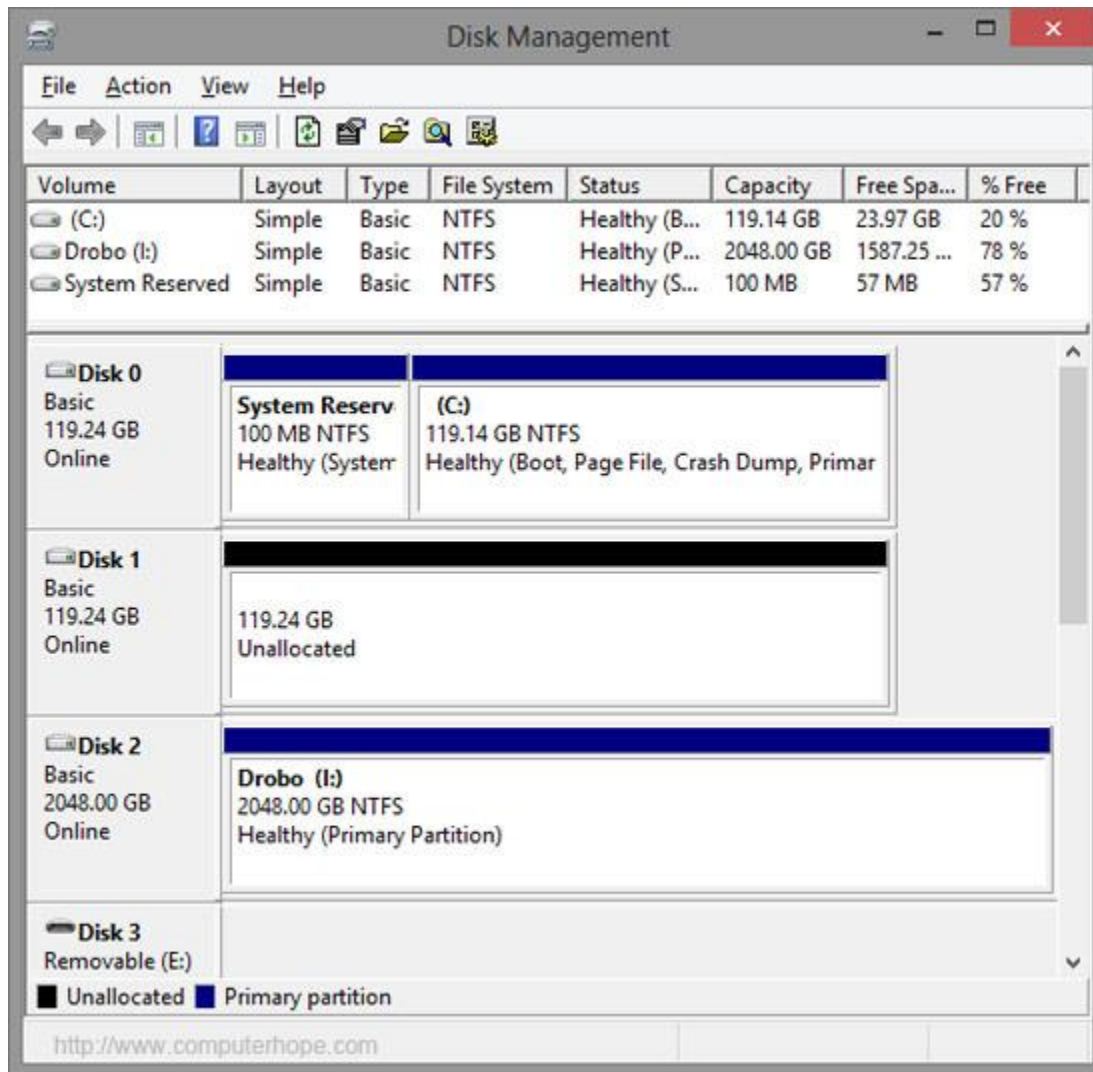 Disk Management
File Action View Help
Volume Layout Type File System Status Capacity Free Spa... % Free
(C:) Simple Basic NTFS Healthy (B... 119.14 GB 23.97 GB 20 %
Drobo (I:) Simple Basic NTFS Healthy (P... 2048.00 GB 1587.25 ... 78 %
System Reserved Simple Basic NTFS Healthy (S... 100 MB 57 MB 57 %
Disk 0
Basic
119.24 GB
Online
System Reserv
100 MB NTFS
Healthy (System
(C:)
119.14 GB NTFS
Healthy (Boot, Page File, Crash Dump, Primar
Disk 1
Basic
119.24 GB
Online
119.24 GB
Unallocated
Disk 2
Basic
2048.00 GB
Online
Drobo (I:)
2048.00 GB NTFS
Healthy (Primary Partition)
Disk 3
Removable (E:)
Unallocated Primary partition
http://www.computerhope.com